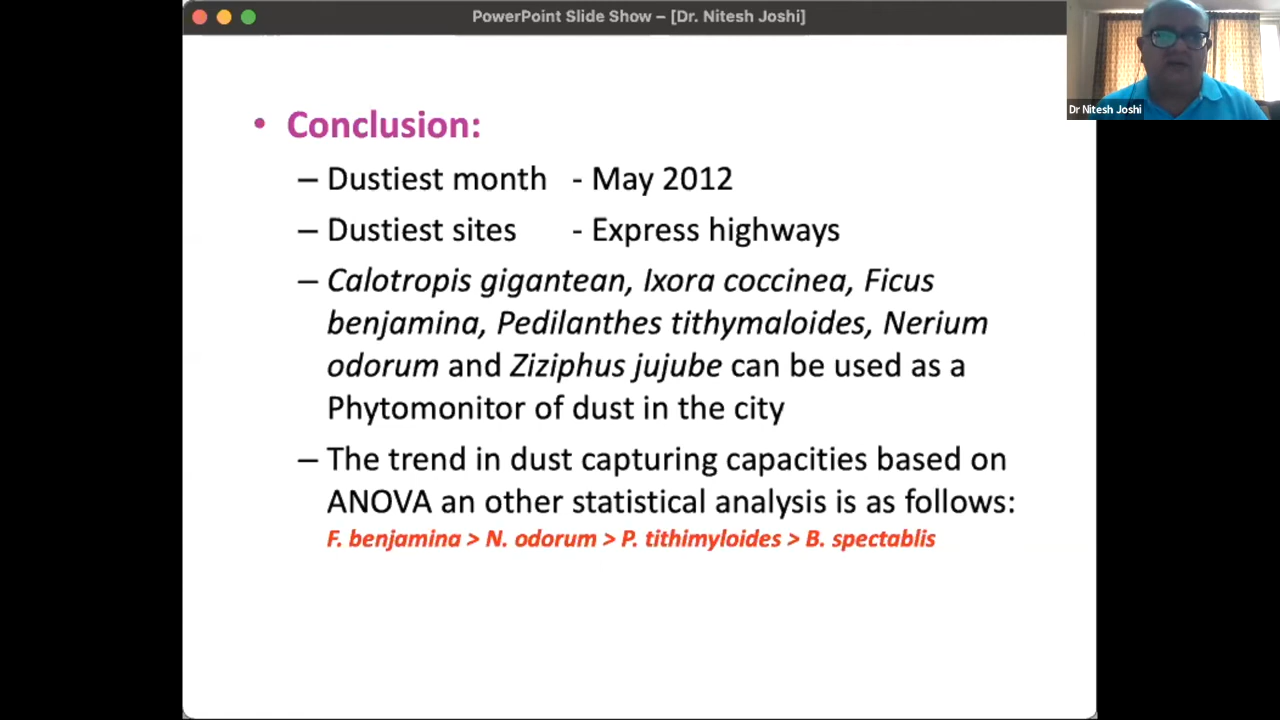 PowerPoint Slide Show – [Dr. Nitesh Joshi]
Dr Nitesh Joshi
• Conclusion:
– Dustiest month - May 2012
– Dustiest sites - Express highways
– Calotropis gigantean, Ixora coccinea, Ficus
benjamina, Pedilanthes tithymaloides, Nerium
odorum and Ziziphus jujube can be used as a
Phytomonitor of dust in the city
– The trend in dust capturing capacities based on
ANOVA an other statistical analysis is as follows:
F. benjamina > N. odorum > P. tithimyloides > B. spectablis